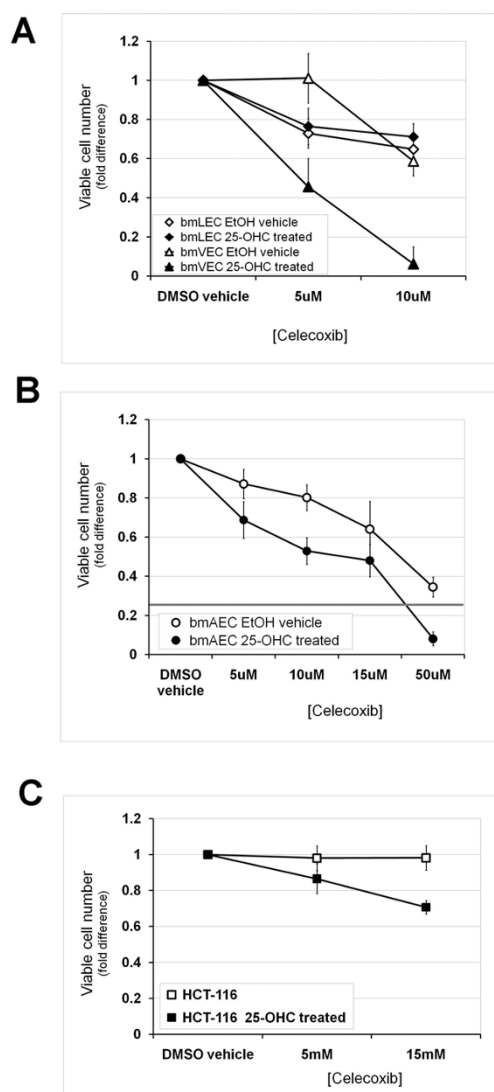 A
1.2
1
0.8
0.6
0.4
0.2
0
Viable cell number
(fold difference)
bmLEC EtOH vehicle
bmLEC 25-OHC treated
bmVEC EtOH vehicle
bmVEC 25-OHC treated
DMSO vehicle 5uM 10uM
[Celecoxib]
B
1.2
1
0.8
0.6
0.4
0.2
0
Viable cell number
(fold difference)
bmAEC EtOH vehicle
bmAEC 25-OHC treated
DMSO 5uM 10uM 15uM 50uM
vehicle
[Celecoxib]
C
1.2
1
0.8
0.6
0.4
0.2
0
Viable cell number
(fold difference)
HCT-116
HCT-116 25-OHC treated
DMSO vehicle 5mM 15mM
[Celecoxib]